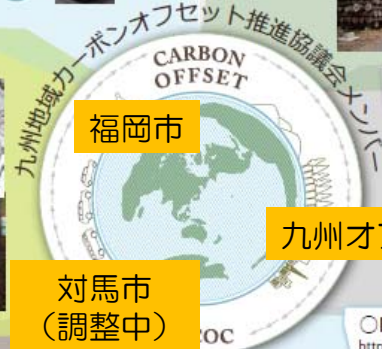 九州地域カーボンオフセット推進協議会メンバー
CARBON
OFFSET
福岡市
九州オフ
対馬市
（調整中）
http